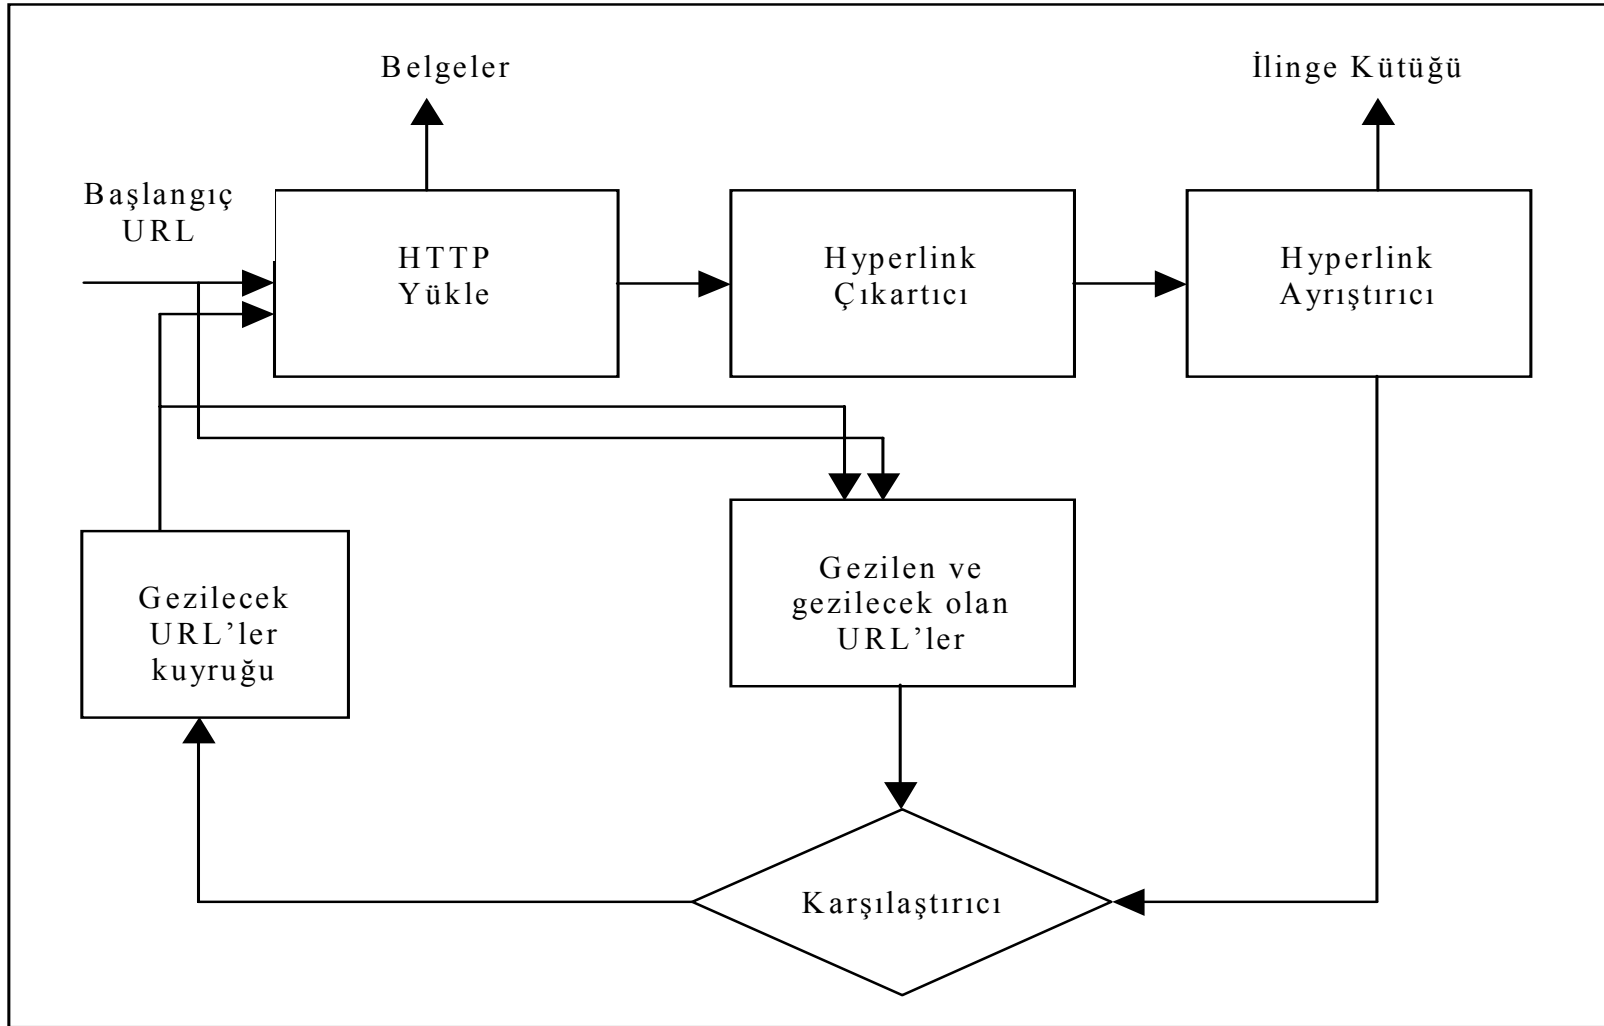 Belgeler
İlinge Kütüğü
Başlangıç
URL
HTTP
Yükle
Hyperlink
Çıkartıcı
Hyperlink
Ayrıştırıcı
Gezilecek
URL’ler
kuyruğu
Gezilen ve
gezilecek olan
URL’ler
Karşılaştırıcı